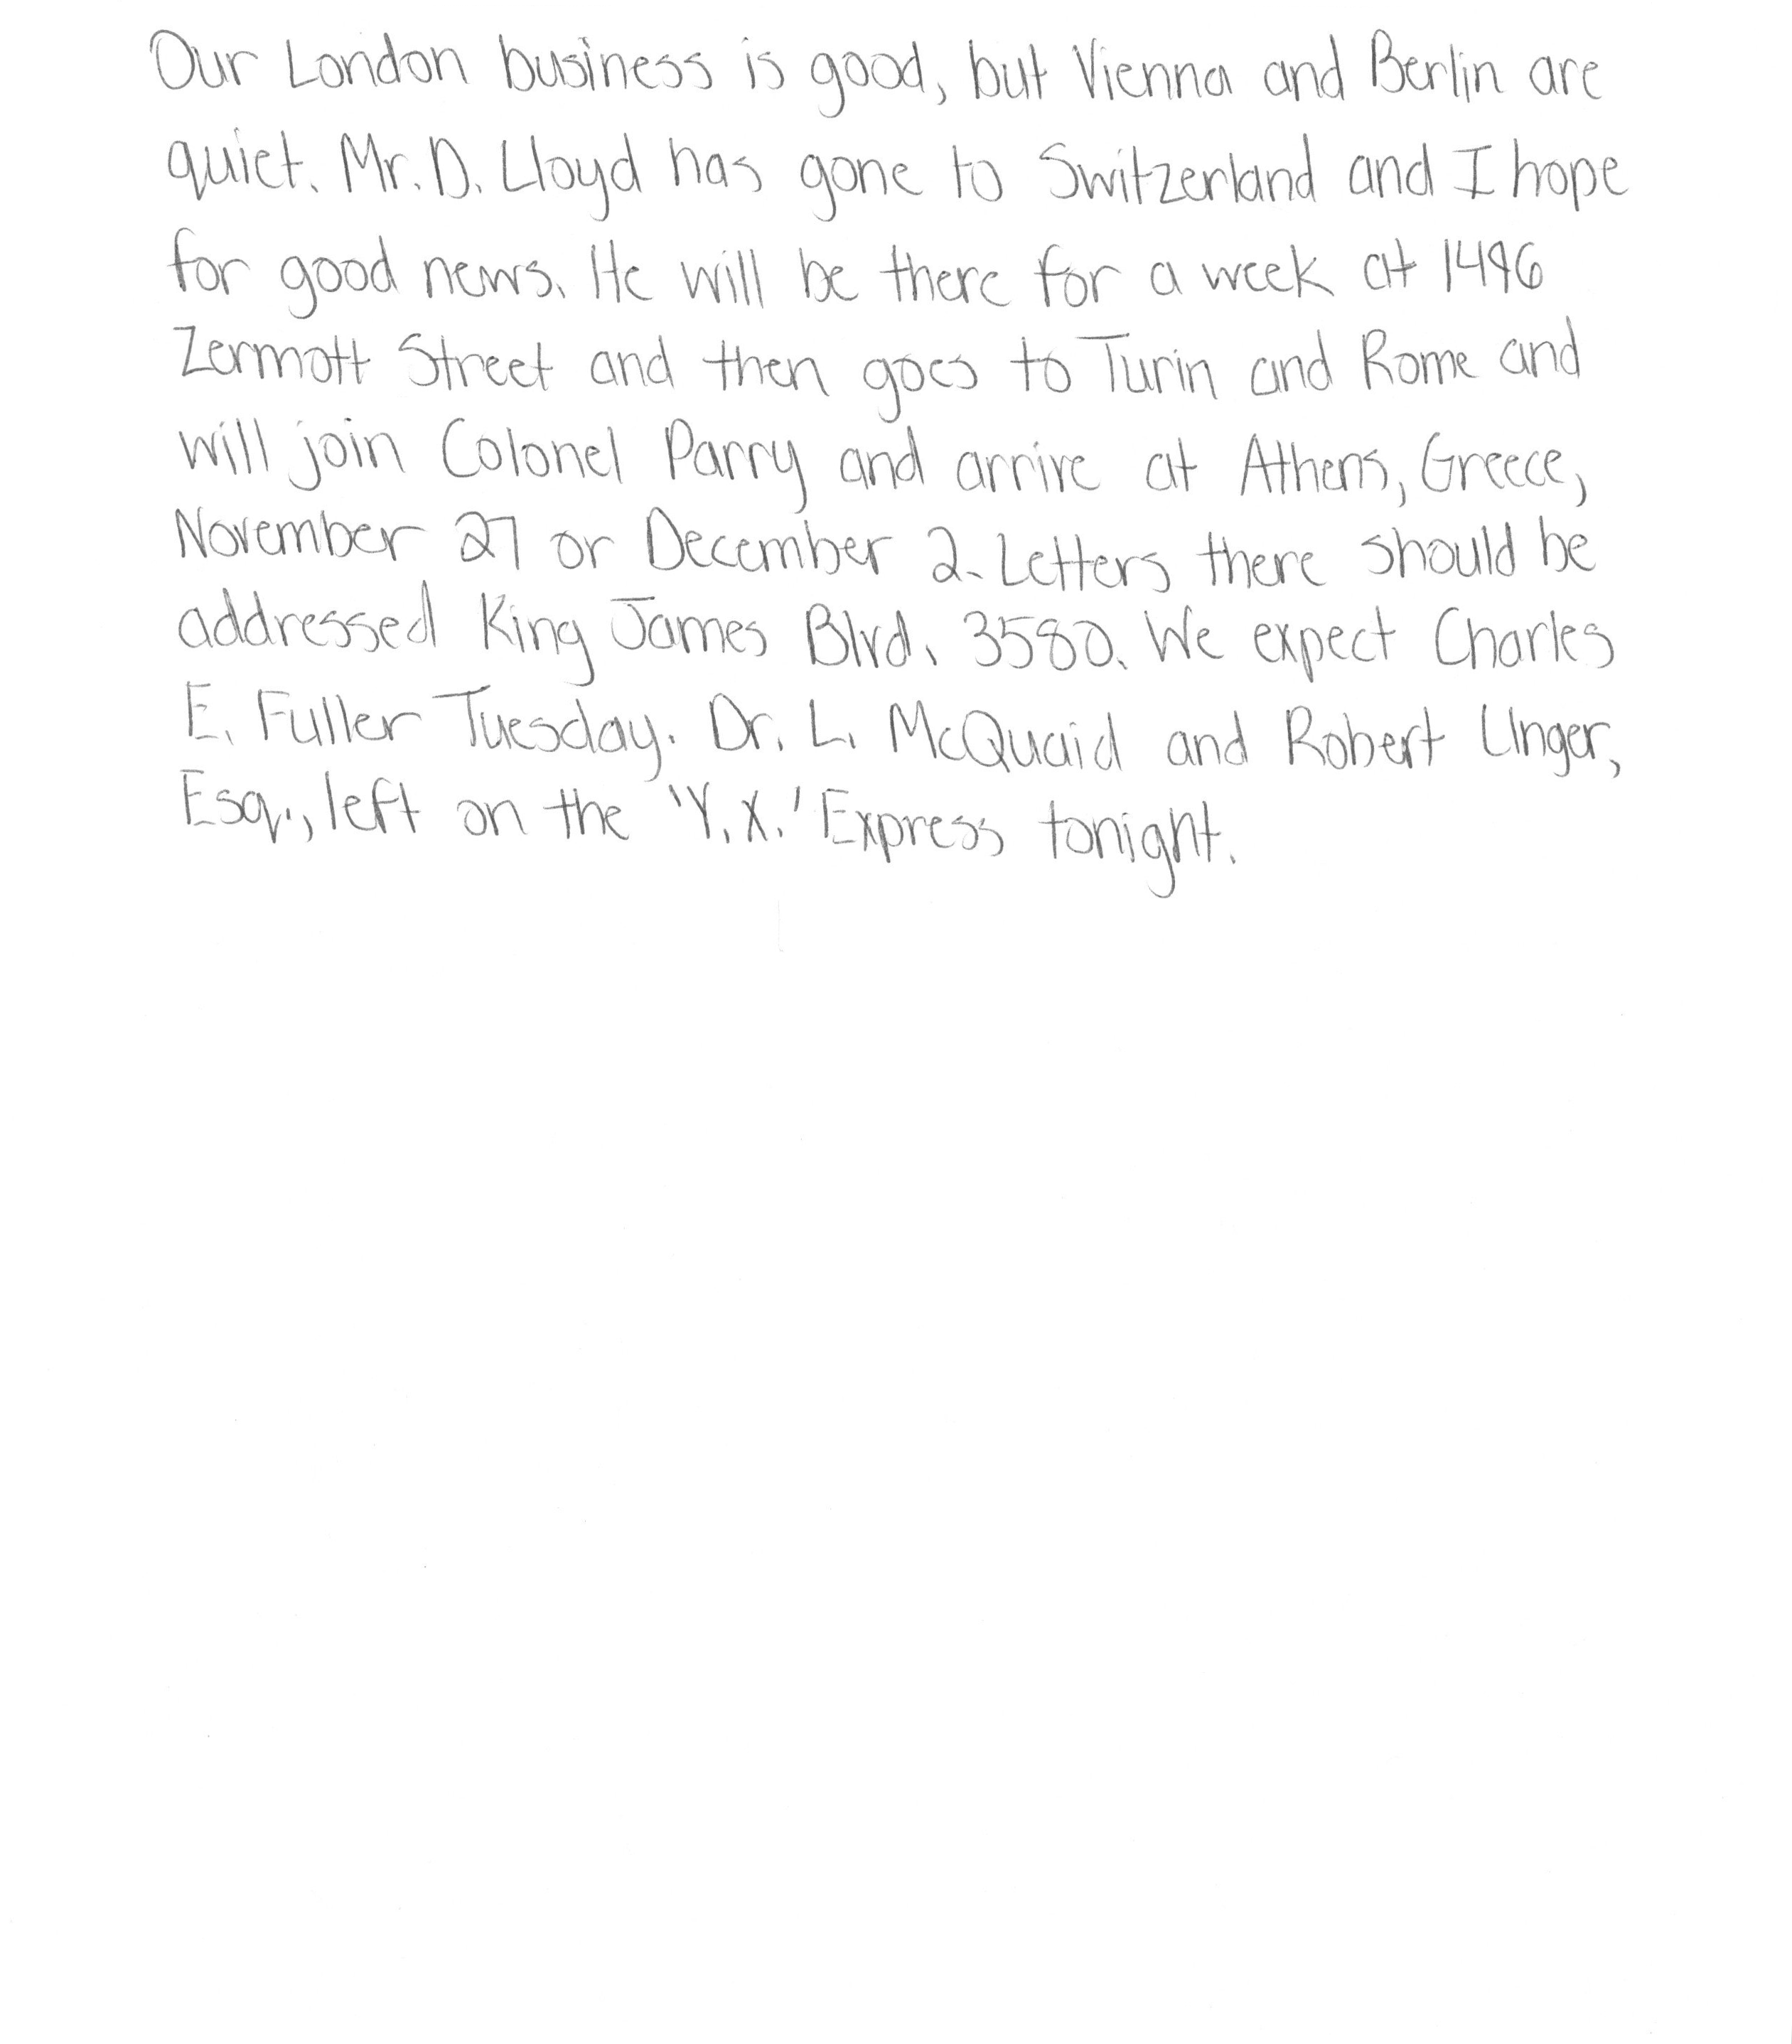 Our London business is good, but Vienna and Berlin are
quiet. Mr. D. Lloyd has gone to Switzerland and I hope
for good news. He will be there for a week at 1496
Zermott Street and then goes to Turin and Rome and
will join Colonel Parry and arrive at Athens, Greece,
November 27 or December 2. Letters there should be
addressed King James Blvd. 3580. We expect Charles
E. Fuller Tuesday. Dr. L. McQuaid and Robert Unger,
Esq., left on the 'Y.X.' Express tonight.